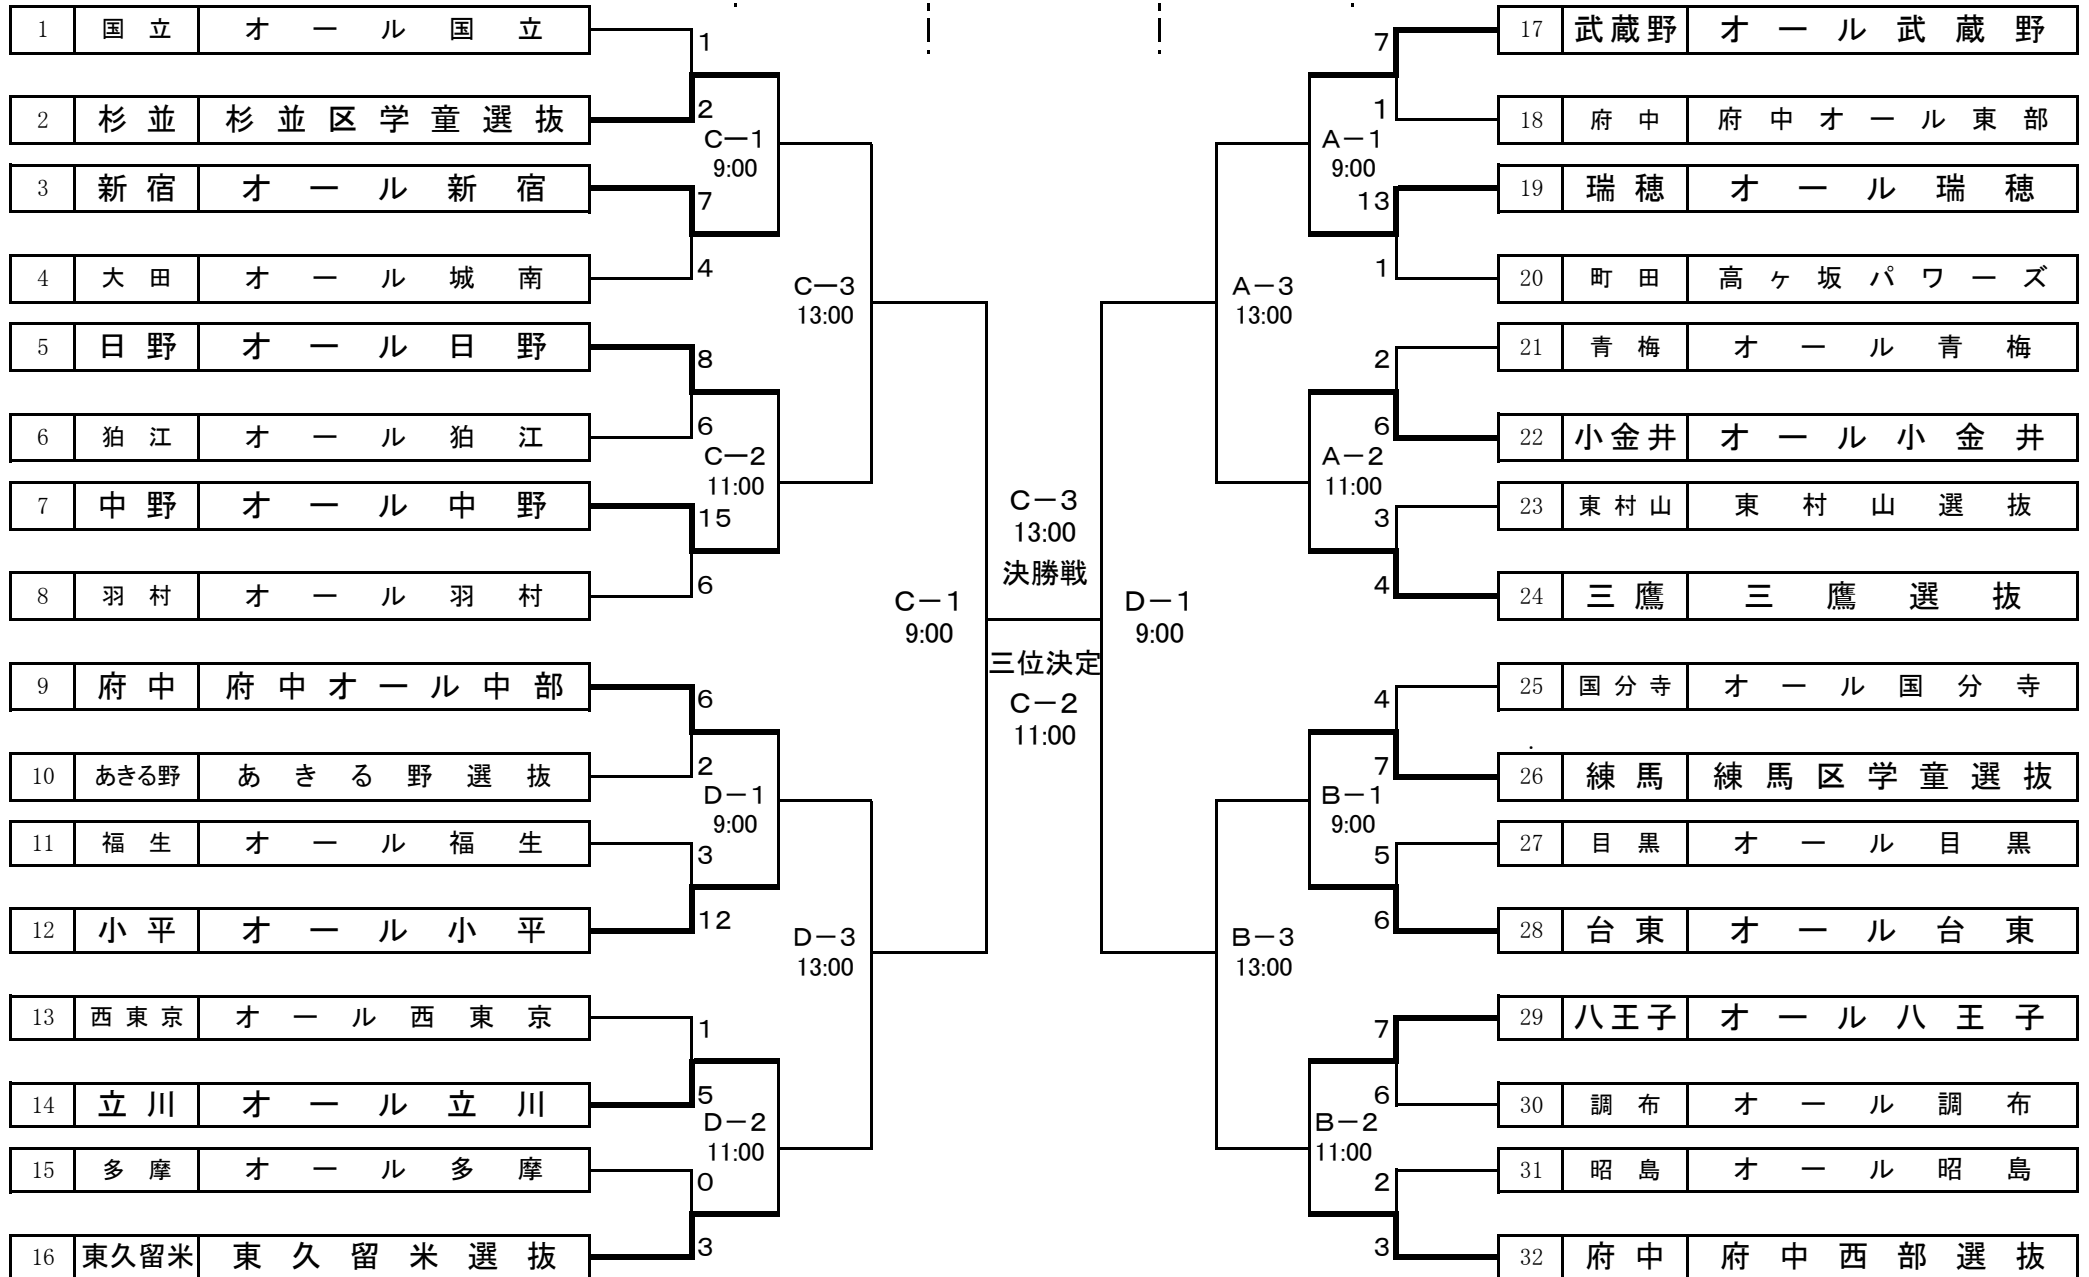 1 国立 オール国立
1
2 杉並 杉並区学童選抜
2
C－1
9:00
3 新宿 オール新宿
7
4 大田 オール城南
4
C－3
13:00
5 日野 オール日野
8
6 狛江 オール狛江
6
C－2
11:00
7 中野 オール中野
15
8 羽村 オール羽村
6
C－1
9:00
9 府中 府中オール中部
6
10 あきる野 あきる野選抜
2
D－1
9:00
11 福生 オール福生
3
12 小平 オール小平
12
D－3
13:00
13 西東京 オール西東京
1
14 立川 オール立川
5
D－2
11:00
15 多摩 オール多摩
0
16 東久留米 東久留米選抜
3
C－3
13:00
決勝戦
三位決定
C－2
11:00
17 武蔵野 オール武蔵野
7
18 府中 府中オール東部
1
A－1
9:00
19 瑞穂 オール瑞穂
13
20 町田 高ヶ坂パワーズ
1
A－3
13:00
21 青梅 オール青梅
2
22 小金井 オール小金井
6
A－2
11:00
23 東村山 東村山選抜
3
24 三鷹 三鷹選抜
4
D－1
9:00
25 国分寺 オール国分寺
4
26 練馬 練馬区学童選抜
7
B－1
9:00
27 目黒 オール目黒
5
28 台東 オール台東
6
B－3
13:00
29 八王子 オール八王子
7
30 調布 オール調布
6
B－2
11:00
31 昭島 オール昭島
2
32 府中 府中西部選抜
3